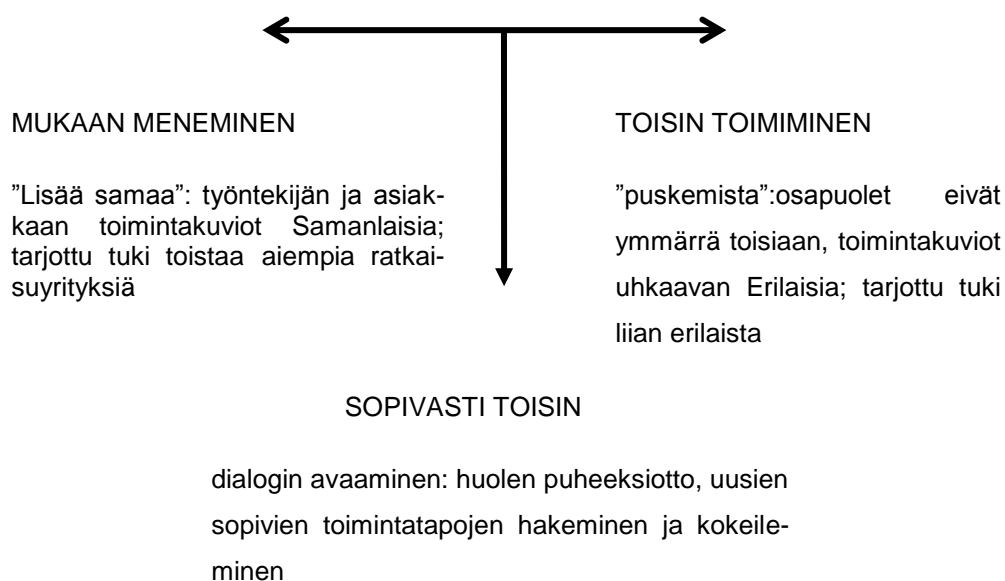 MUKAAN MENEMINEN
”Lisää samaa”: työntekijän ja asiak-
kaan toimintakuviot Samanlaisia;
tarjottu tuki toistaa aiempia ratkai-
suyrityksiä
TOISIN TOIMIMINEN
”puskemista”:osapuolet eivät
ymmärrä toisiaan, toimintakuviot
uhkaavan Erilaisia; tarjottu tuki
liian erilaista
SOPIVASTI TOISIN
dialogin avaaminen: huolen puheeksiotto, uusien
sopivien toimintatapojen hakeminen ja kokeile-
minen